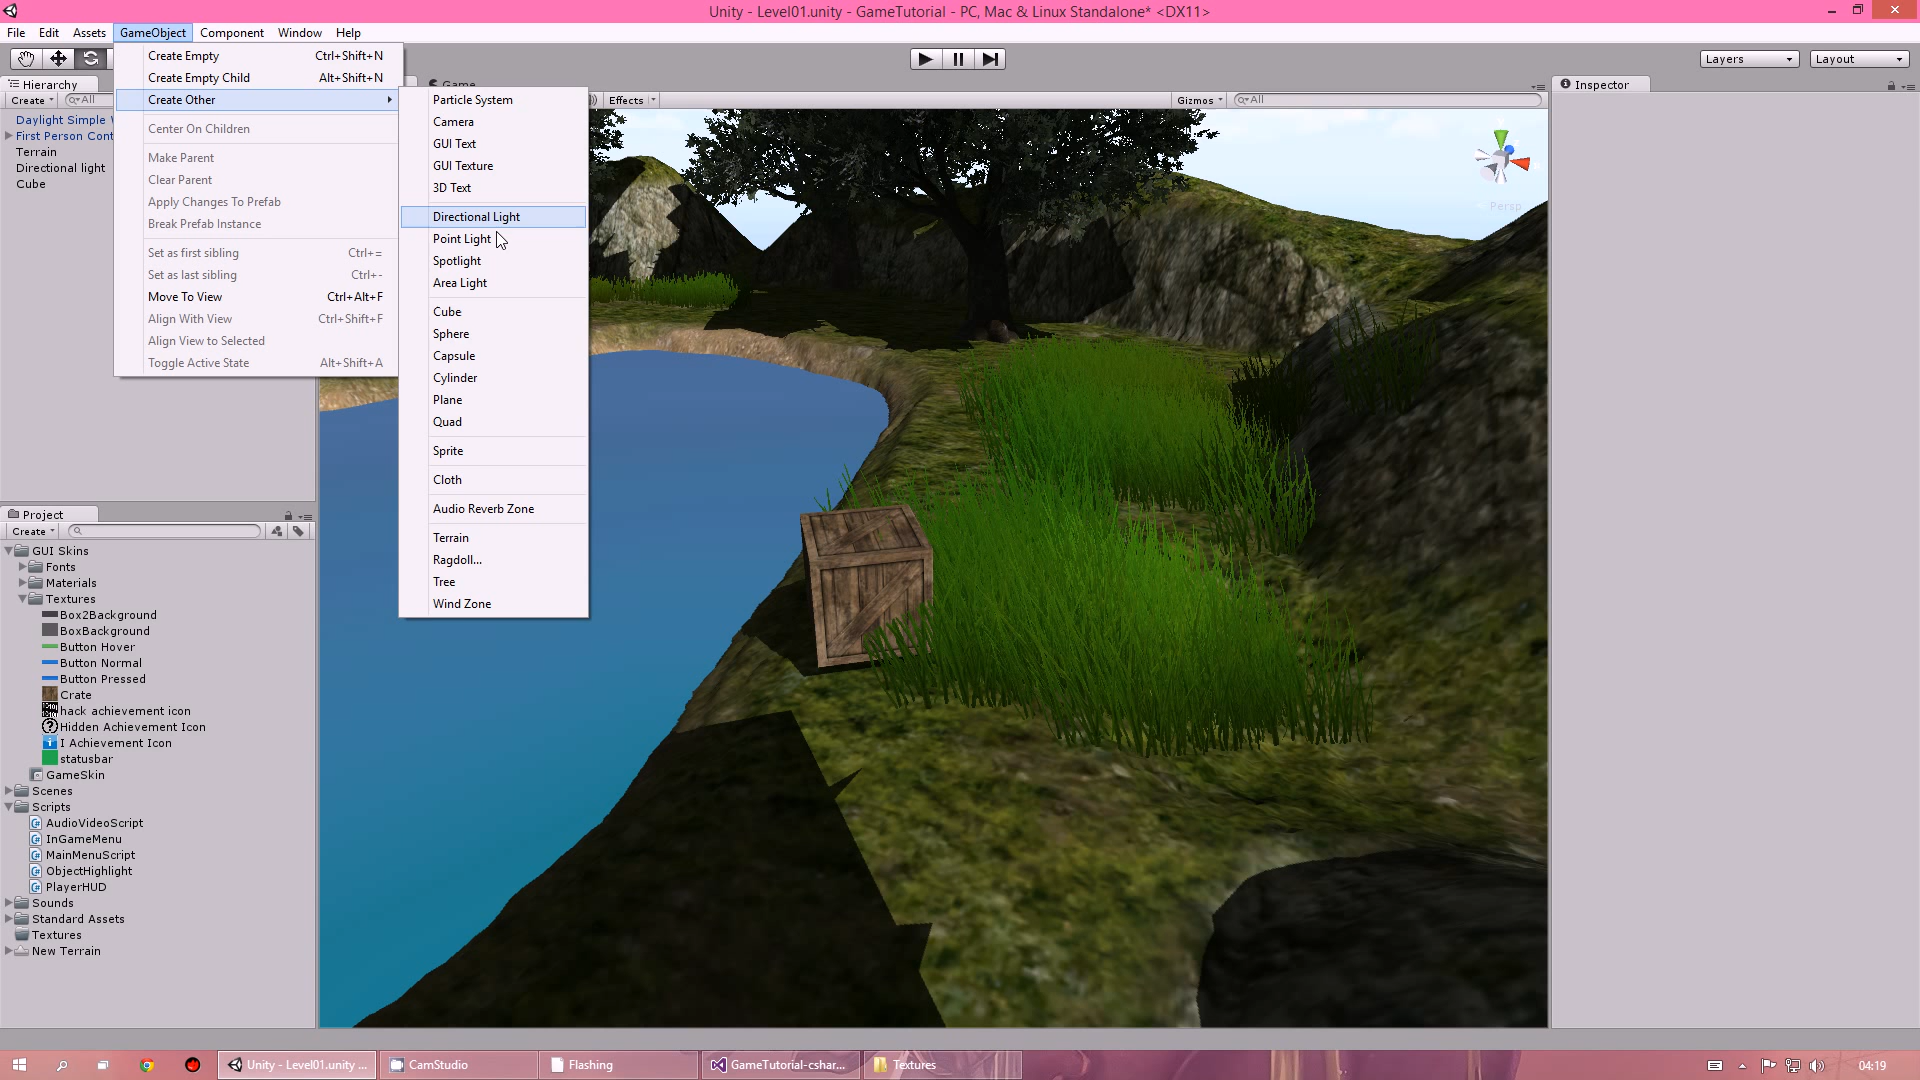 Unity - Level01.unity - GameTutorial - PC, Mac & Linux Standalone* <DX11>
File Edit Assets GameObject Component Window Help
Layers Layout
Create Empty Ctrl+Shift+N
Create Empty Child Alt+Shift+N
Create Other
Center On Children
Make Parent
Clear Parent
Apply Changes To Prefab
Break Prefab Instance
Set as first sibling Ctrl+=
Set as last sibling Ctrl+-
Move To View Ctrl+Alt+F
Align With View Ctrl+Shift+F
Align View to Selected
Toggle Active State Alt+Shift+A
Particle System
Camera
GUI Text
GUI Texture
3D Text
Directional Light
Point Light
Spotlight
Area Light
Cube
Sphere
Capsule
Cylinder
Plane
Quad
Sprite
Cloth
Audio Reverb Zone
Terrain
Ragdoll...
Tree
Wind Zone
Hierarchy
Create All
Daylight Simple
First Person Cont
Terrain
Directional light
Cube
Game
Effects Gizmos All
Persp
Inspector
Project
Create
GUI Skins
Fonts
Materials
Textures
Box2Background
BoxBackground
Button Hover
Button Normal
Button Pressed
Crate
hack achievement icon
Hidden Achievement Icon
I Achievement Icon
statusbar
GameSkin
Scenes
Scripts
AudioVideoScript
InGameMenu
MainMenuScript
ObjectHighlight
PlayerHUD
Sounds
Standard Assets
Textures
New Terrain
Unity - Level01.unity ...
CamStudio
Flashing
GameTutorial-cshar...
Textures
04:19